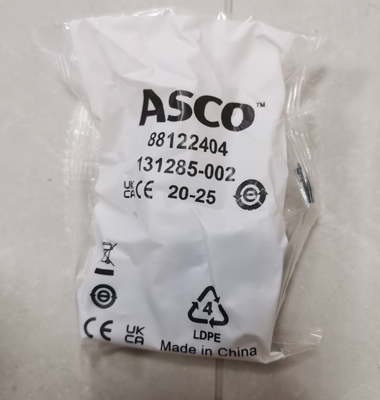 ASCO™
88122404
131285-002
UK CA CE 20-25 e
e
4
LDPE
CE UK CA
Made in China